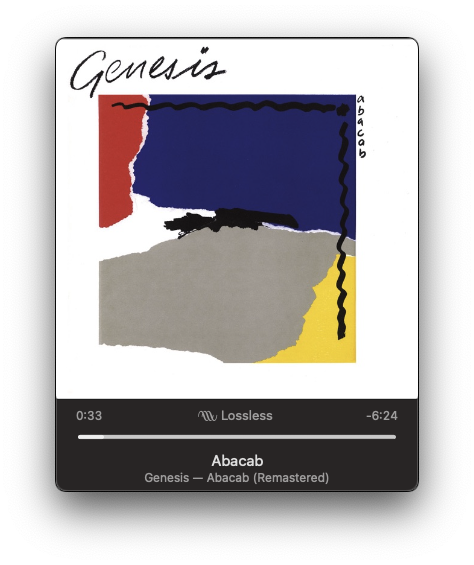 Genesis
abacab
0:33 Lossless -6:24
Abacab
Genesis — Abacab (Remastered)